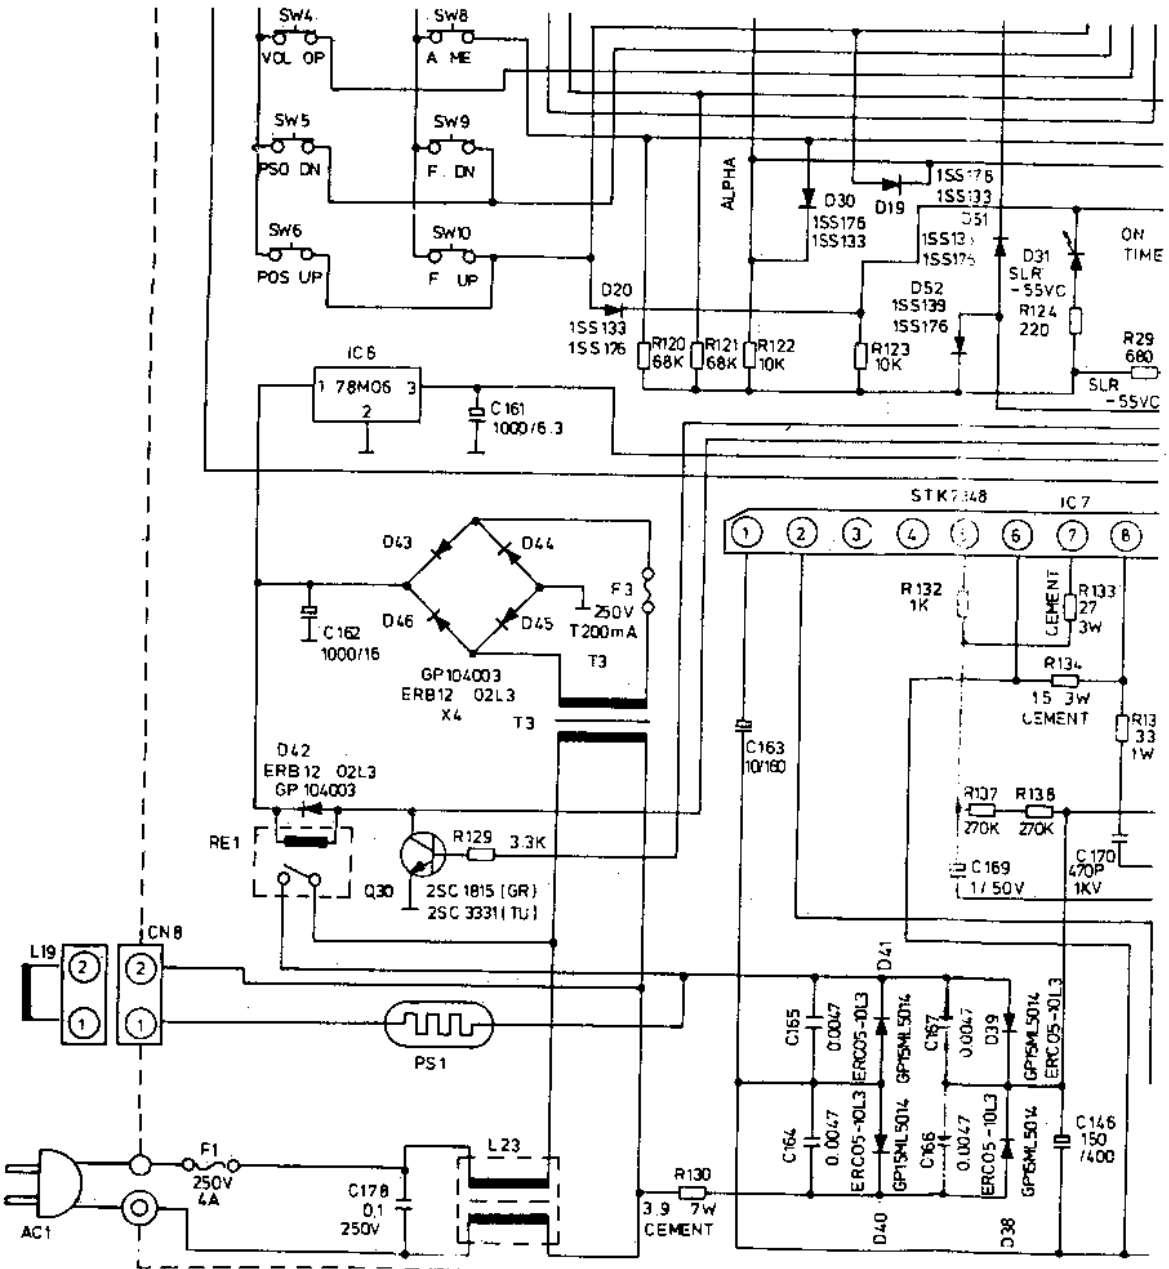 SW4
VOL OP
SW8
A ME
SW5
PSO DN
SW9
F. DN
SW6
POS UP
SW10
F UP
ALPHA
D30
1SS176
1SS133
D19
1SS176
1SS133
D51
1SS176
D31
SLR
-55VC
ON
TIME
D20
1SS133
1SS176
D52
1SS139
1SS176
R124
220
R120
68K
R121
68K
R122
10K
R123
10K
R29
680
SLR
-55VC
IC6
1 78M06 3
2
C161
1000/6.3
STK7348
IC7
1 2 3 4 5 6 7 8
D43
D44
D46
D45
F3
250V
T200mA
T3
C162
1000/16
GP104003
ERB12 02L3
X4
T3
R132
1K
CEMENT
R133
27
3W
R134
15 3W
CEMENT
R13
33
1W
C163
10/160
D42
ERB12 02L3
GP104003
RE1
R129 3.3K
Q30
2SC1815 (GR)
2SC3331 (TU)
R137
270K
R138
270K
C169
1/50V
C170
470P
1KV
L19
2
1
CN8
2
1
PS1
D41
C165
0.0047
ERC05-10L3
GP15ML5014
C167
0.0047
D39
GP15ML5014
ERC05-10L3
C164
0.0047
ERC05-10L3
GP15ML5014
C166
0.0047
ERC05-10L3
GP15ML5014
C146
150
/400
D40
D38
AC1
F1
250V
4A
C178
0.1
250V
L23
R130
3.9 7W
CEMENT